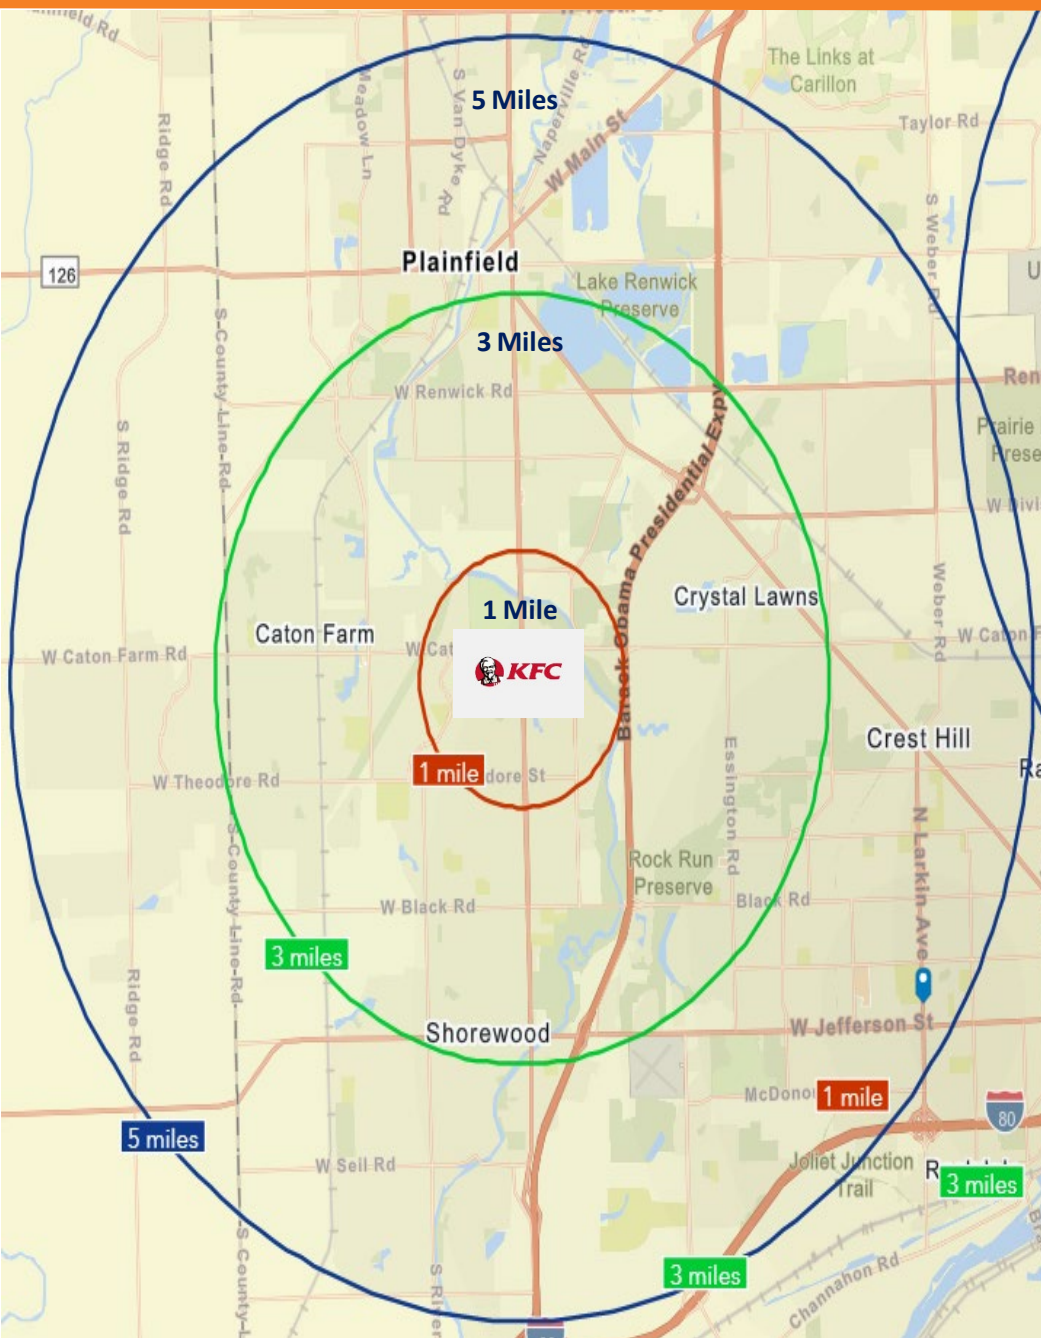 5 Miles
The Links at
Carillon
Taylor Rd
Ridge Rd
Meadow Ln
S Van Dyke
Rd
Naperville Rd
W Main St
S Weber Rd
126
Plainfield
Lake Renwick
Preserve
3 Miles
W Renwick Rd
S County Line Rd
S Ridge Rd
Barack Obama Presidential Expy
Prairie
1 Mile
Crystal Lawns
Caton Farm
W Caton Farm Rd
Weber Rd
KFC
Crest Hill
1 mile
W Theodore Rd
dore St
Essington Rd
N Larkin Ave
S County Line Rd
Rock Run
Preserve
W Black Rd
Black Rd
3 miles
Ridge Rd
Shorewood
W Jefferson St
1 mile
80
5 miles
W Seil Rd
Joliet Junction
Trail
3 miles
3 miles
Channahon Rd